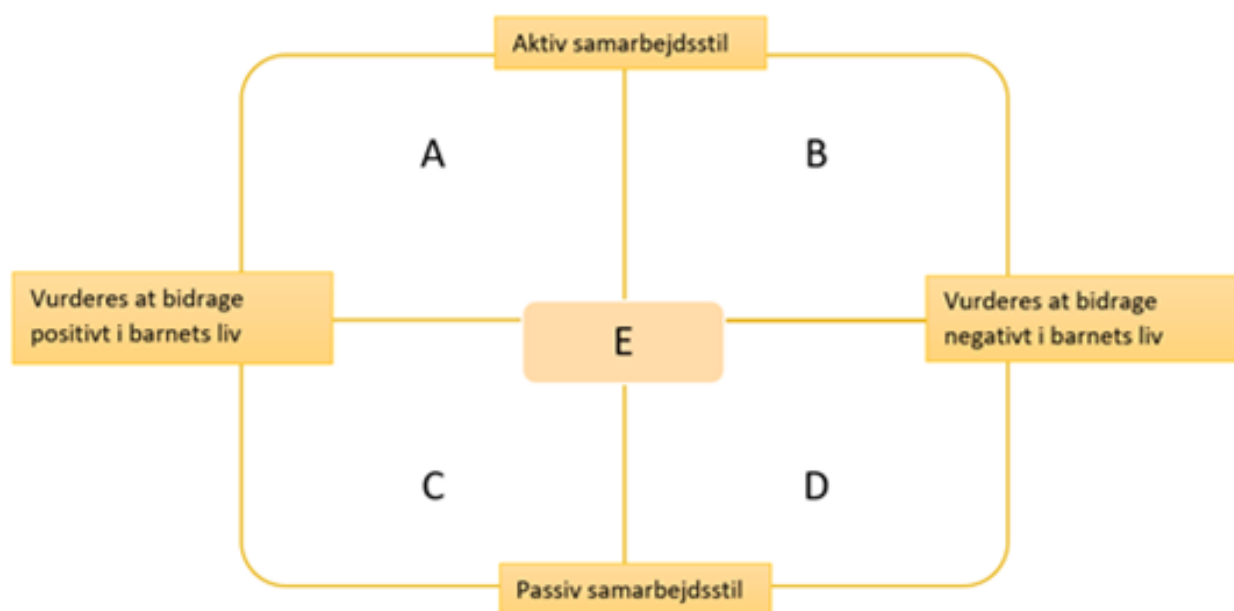 Aktiv samarbejdsstil
A
B
Vurderes at bidrage
positivt i barnets liv
E
Vurderes at bidrage
negativt i barnets liv
C
D
Passiv samarbejdsstil